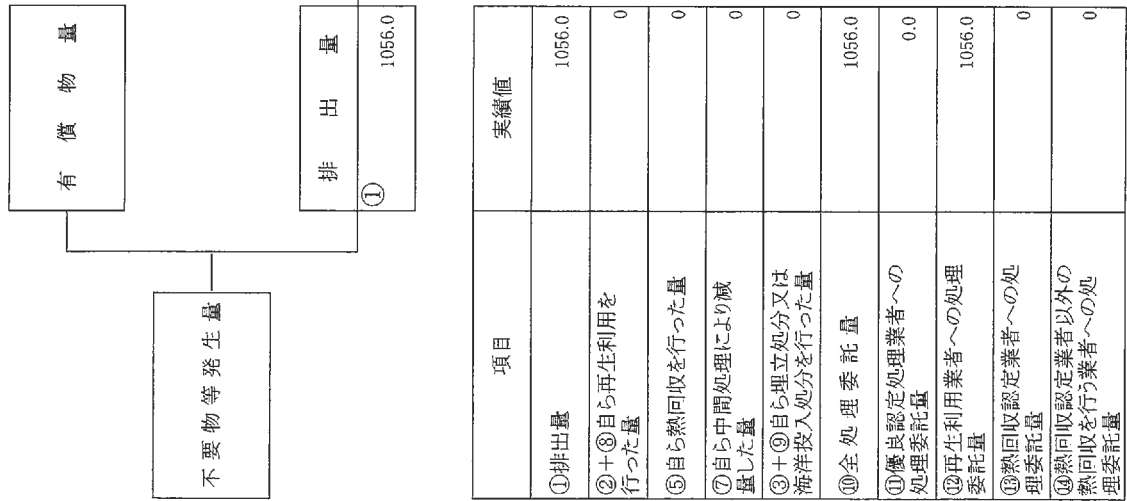 有 償 物 量
不要物等発生量
排 出 量
①
1056.0
項目
実績値
①排出量
1056.0
②+⑧自ら再生利用を
行った量
0
⑤自ら熱回収を行った量
0
⑦自ら中間処理により減
量した量
0
③+⑨自ら埋立処分又は
海洋投入処分を行った量
0
⑩全 処 理 委 託 量
1056.0
⑪優良認定処理業者への
処理委託量
0.0
⑫再生利用業者への処理
委託量
1056.0
⑬熱回収認定業者への処
理委託量
0
⑭熱回収認定業者以外の
熱回収を行う業者への処
理委託量
0